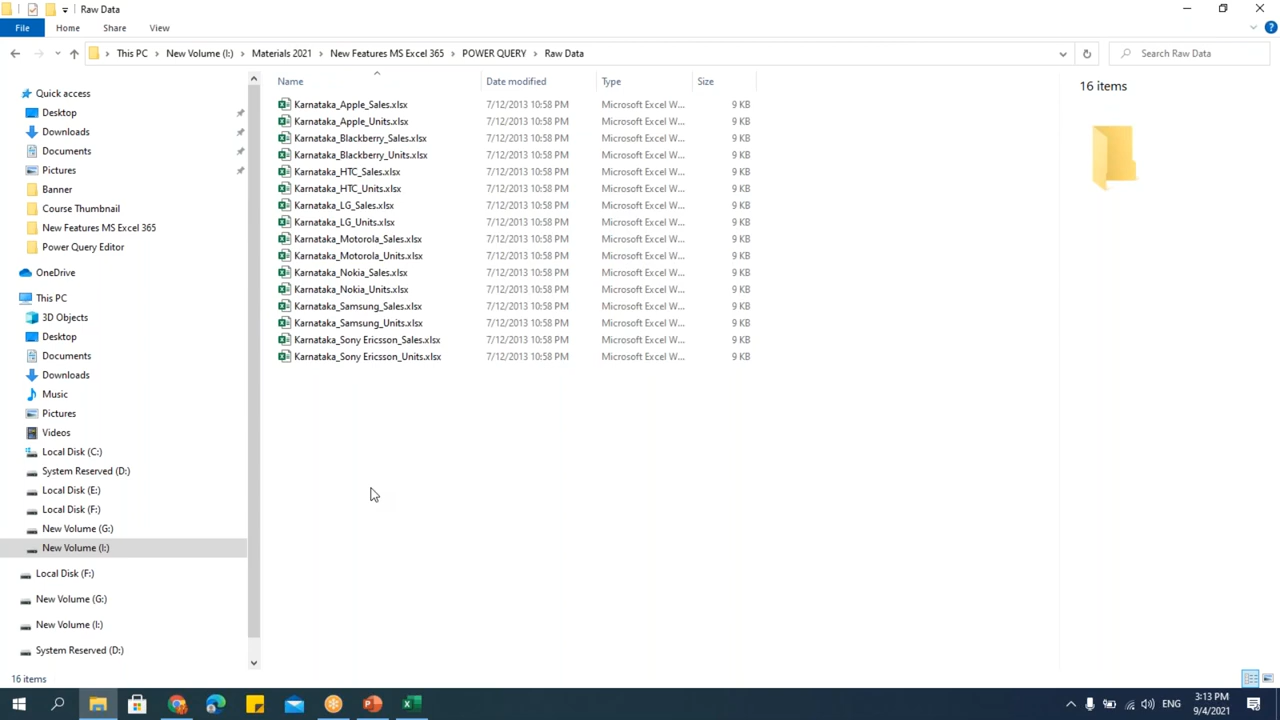 Raw Data
File Home Share View
This PC New Volume (I:) Materials 2021 New Features MS Excel 365 POWER QUERY Raw Data Search Raw Data
Name Date modified Type Size
Karnataka_Apple_Sales.xlsx 7/12/2013 10:58 PM Microsoft Excel W... 9 KB
Karnataka_Apple_Units.xlsx 7/12/2013 10:58 PM Microsoft Excel W... 9 KB
Karnataka_Blackberry_Sales.xlsx 7/12/2013 10:58 PM Microsoft Excel W... 9 KB
Karnataka_Blackberry_Units.xlsx 7/12/2013 10:58 PM Microsoft Excel W... 9 KB
Karnataka_HTC_Sales.xlsx 7/12/2013 10:58 PM Microsoft Excel W... 9 KB
Karnataka_HTC_Units.xlsx 7/12/2013 10:58 PM Microsoft Excel W... 9 KB
Karnataka_LG_Sales.xlsx 7/12/2013 10:58 PM Microsoft Excel W... 9 KB
Karnataka_LG_Units.xlsx 7/12/2013 10:58 PM Microsoft Excel W... 9 KB
Karnataka_Motorola_Sales.xlsx 7/12/2013 10:58 PM Microsoft Excel W... 9 KB
Karnataka_Motorola_Units.xlsx 7/12/2013 10:58 PM Microsoft Excel W... 9 KB
Karnataka_Nokia_Sales.xlsx 7/12/2013 10:58 PM Microsoft Excel W... 9 KB
Karnataka_Nokia_Units.xlsx 7/12/2013 10:58 PM Microsoft Excel W... 9 KB
Karnataka_Samsung_Sales.xlsx 7/12/2013 10:58 PM Microsoft Excel W... 9 KB
Karnataka_Samsung_Units.xlsx 7/12/2013 10:58 PM Microsoft Excel W... 9 KB
Karnataka_Sony Ericsson_Sales.xlsx 7/12/2013 10:58 PM Microsoft Excel W... 9 KB
Karnataka_Sony Ericsson_Units.xlsx 7/12/2013 10:58 PM Microsoft Excel W... 9 KB
16 items
Quick access
Desktop
Downloads
Documents
Pictures
Banner
Course Thumbnail
New Features MS Excel 365
Power Query Editor
OneDrive
This PC
3D Objects
Desktop
Documents
Downloads
Music
Pictures
Videos
Local Disk (C:)
System Reserved (D:)
Local Disk (E:)
Local Disk (F:)
New Volume (G:)
New Volume (I:)
Local Disk (F:)
New Volume (G:)
New Volume (I:)
System Reserved (D:)
16 items
ENG
3:13 PM
9/4/2021